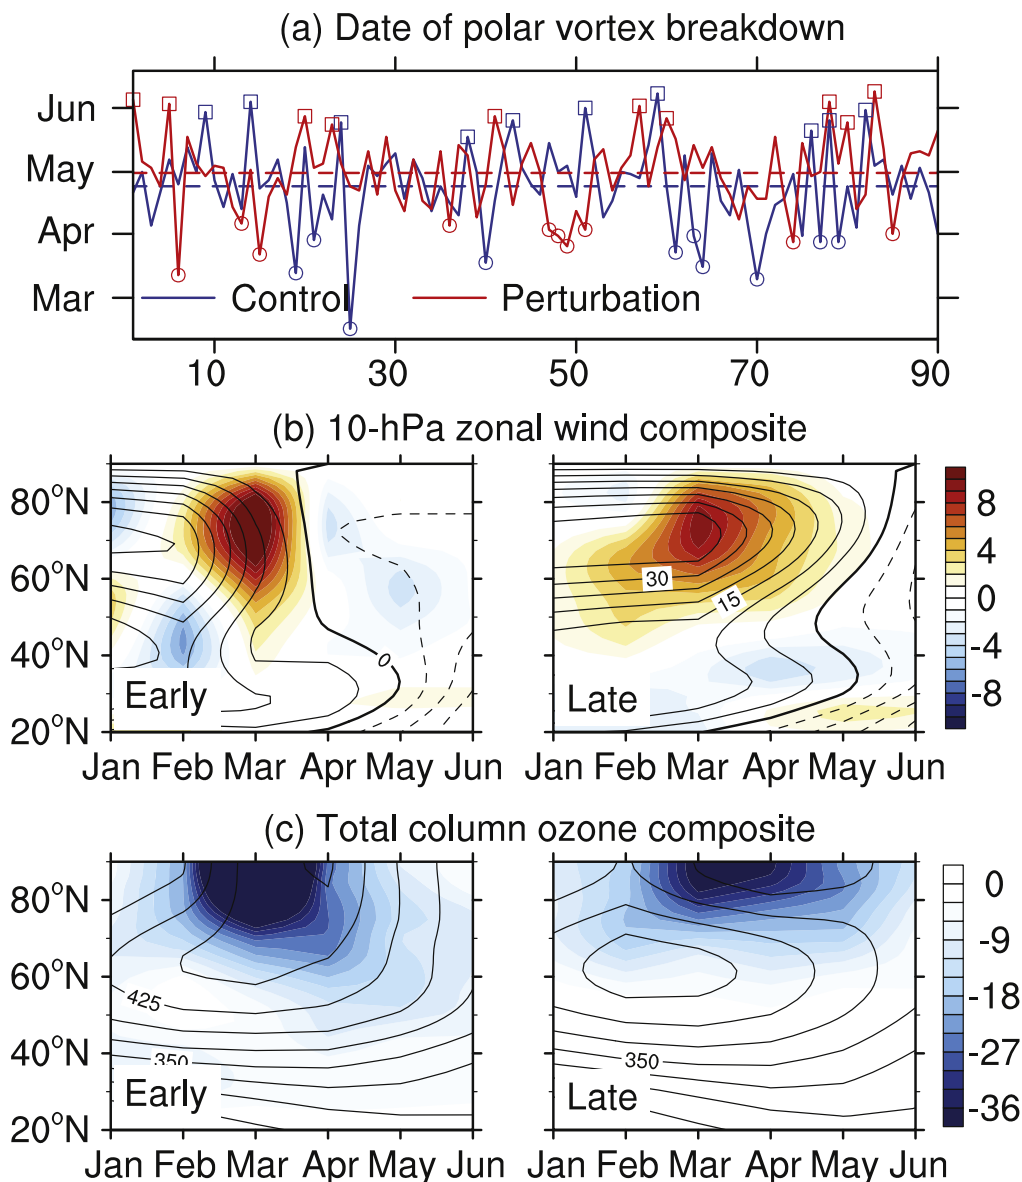 (a) Date of polar vortex breakdown
Jun
May
Apr
Mar
Control
Perturbation
10 30 50 70 90
(b) 10-hPa zonal wind composite
80°N
60°N
40°N
20°N
30
15
0
Early
Late
8
4
0
-4
-8
Jan Feb Mar Apr May Jun
Jan Feb Mar Apr May Jun
(c) Total column ozone composite
80°N
60°N
40°N
20°N
425
350
350
Early
Late
0
-9
-18
-27
-36
Jan Feb Mar Apr May Jun
Jan Feb Mar Apr May Jun